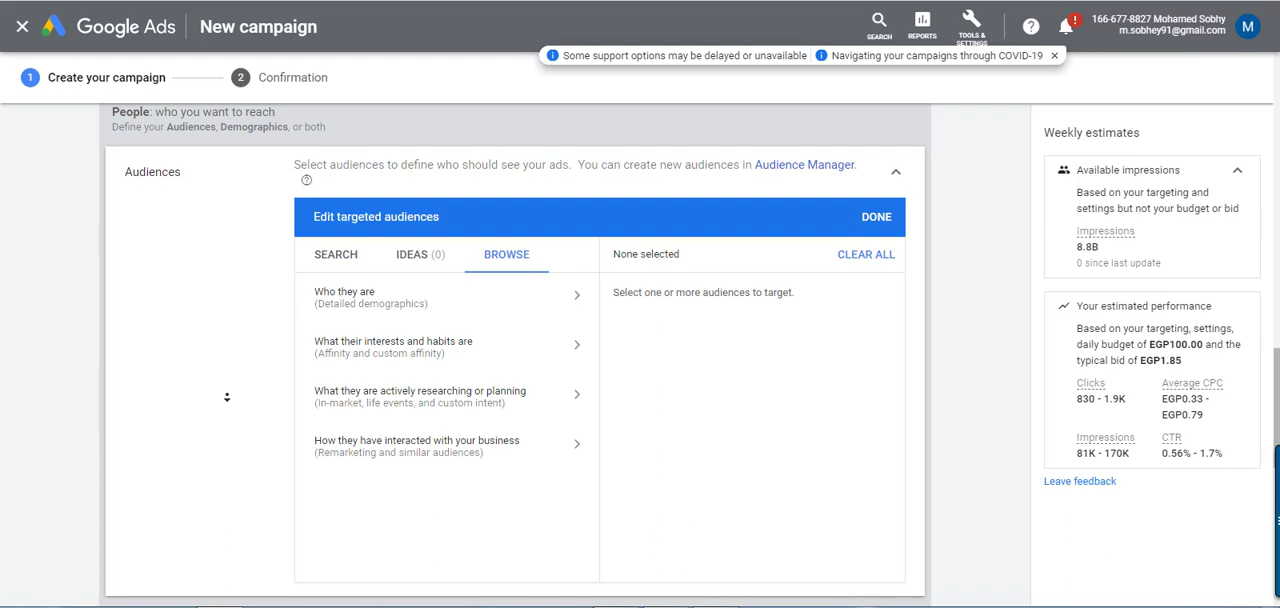 Google Ads
New campaign
SEARCH
REPORTS
TOOLS &
SETTINGS
166-677-8827 Mohamed Sobhy
m.sobhey91@gmail.com
M
Some support options may be delayed or unavailable
Navigating your campaigns through COVID-19
1 Create your campaign
2 Confirmation
People: who you want to reach
Define your Audiences, Demographics, or both
Audiences
Select audiences to define who should see your ads. You can create new audiences in Audience Manager.
Edit targeted audiences
DONE
SEARCH
IDEAS (0)
BROWSE
None selected
CLEAR ALL
Who they are
(Detailed demographics)
What their interests and habits are
(Affinity and custom affinity)
What they are actively researching or planning
(In-market, life events, and custom intent)
How they have interacted with your business
(Remarketing and similar audiences)
Select one or more audiences to target.
Weekly estimates
Available impressions
Based on your targeting and
settings but not your budget or bid
Impressions
8.8B
0 since last update
Your estimated performance
Based on your targeting, settings,
daily budget of EGP100.00 and the
typical bid of EGP1.85
Clicks
830 - 1.9K
Average CPC
EGP0.33 -
EGP0.79
Impressions
81K - 170K
CTR
0.56% - 1.7%
Leave feedback